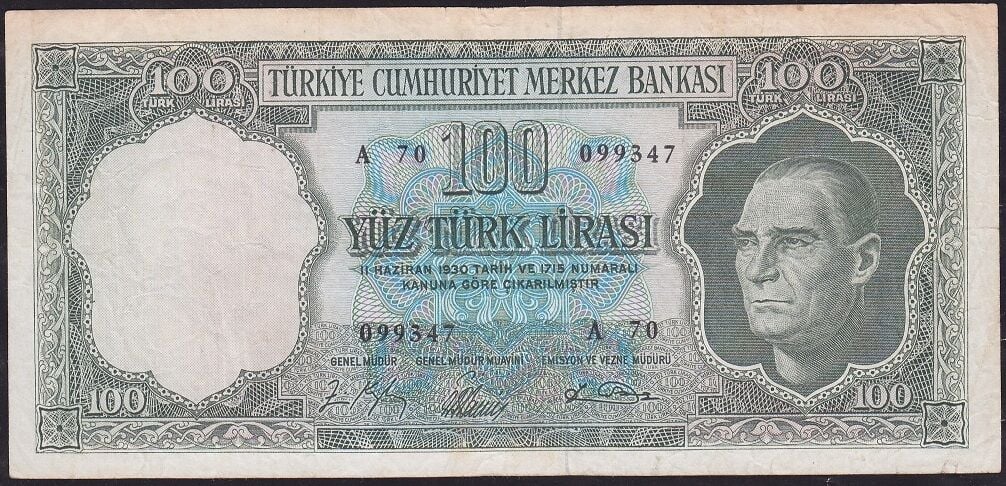 100 TÜRK LİRASI
TÜRKİYE CUMHURİYET MERKEZ BANKASI
100 TÜRK LİRASI
100
A 70 099347
YÜZ TÜRK LİRASI
11 HAZİRAN 1930 TARİH VE 1715 NUMARALI
KANUNA GÖRE ÇIKARILMIŞTIR
099347 A 70
GENEL MÜDÜR GENEL MÜDÜR MUAVİNİ EMİSYON VE VEZNE MÜDÜRÜ
100 100